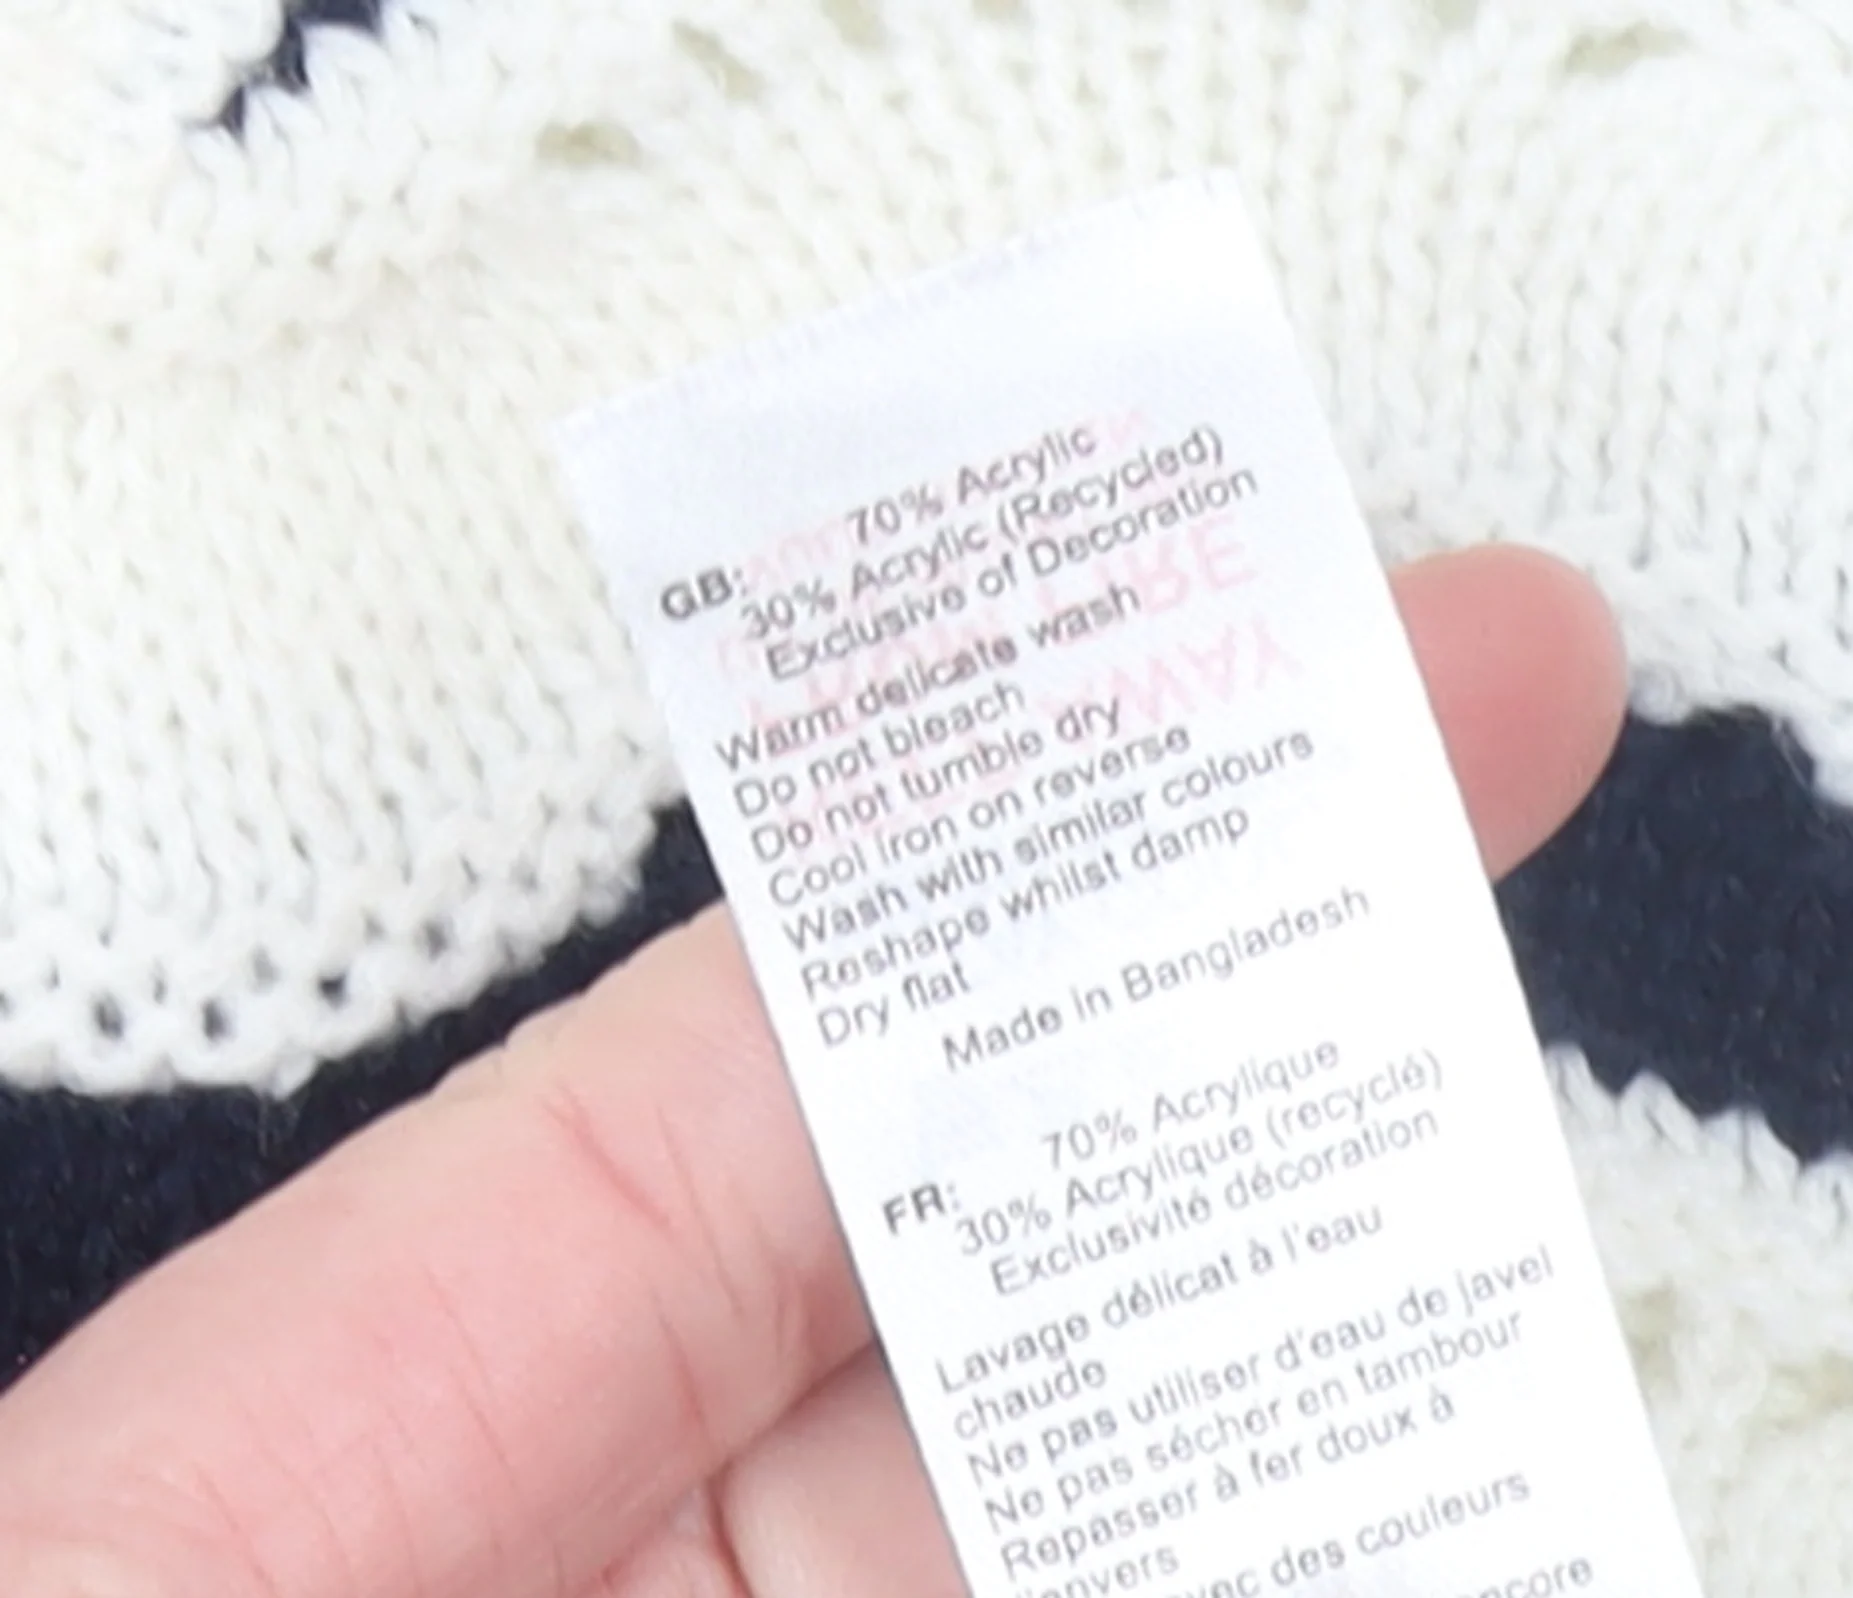 70% Acrylic
GB: 30% Acrylic (Recycled)
Exclusive of Decoration
Warm delicate wash
Do not bleach
Do not tumble dry
Cool iron on reverse
Wash with similar colours
Reshape whilst damp
Dry flat
Made in Bangladesh
70% Acrylique
FR: 30% Acrylique (recyclé)
Exclusivité décoration
Lavage délicat à l'eau
chaude
Ne pas utiliser d'eau de javel
Ne pas sécher en tambour
Repasser à fer doux à
l'envers
avec des couleurs
encore